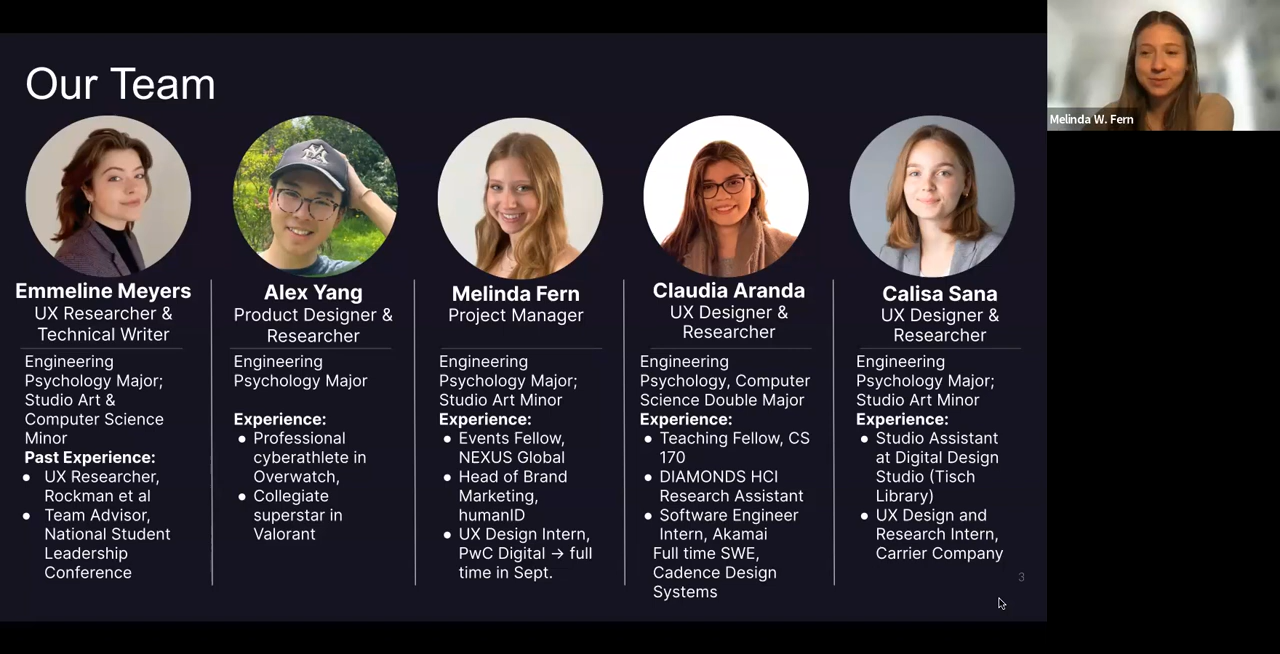 Our Team
Melinda W. Fern
Emmeline Meyers
UX Researcher &
Technical Writer
Engineering
Psychology Major;
Studio Art &
Computer Science
Minor
Past Experience:
● UX Researcher,
Rockman et al
● Team Advisor,
National Student
Leadership
Conference
Alex Yang
Product Designer &
Researcher
Engineering
Psychology Major
Experience:
● Professional
cyberathlete in
Overwatch,
● Collegiate
superstar in
Valorant
Melinda Fern
Project Manager
Engineering
Psychology Major;
Studio Art Minor
Experience:
● Events Fellow,
NEXUS Global
● Head of Brand
Marketing,
humanID
● UX Design Intern,
PwC Digital → full
time in Sept.
Claudia Aranda
UX Designer &
Researcher
Engineering
Psychology, Computer
Science Double Major
Experience:
● Teaching Fellow, CS
170
● DIAMONDS HCI
Research Assistant
● Software Engineer
Intern, Akamai
Full time SWE,
Cadence Design
Systems
Calisa Sana
UX Designer &
Researcher
Engineering
Psychology Major;
Studio Art Minor
Experience:
● Studio Assistant
at Digital Design
Studio (Tisch
Library)
● UX Design and
Research Intern,
Carrier Company
3